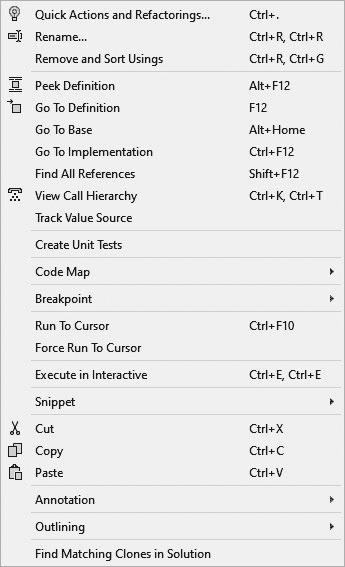 Quick Actions and Refactorings... Ctrl+.
Rename... Ctrl+R, Ctrl+R
Remove and Sort Usings Ctrl+R, Ctrl+G
Peek Definition Alt+F12
Go To Definition F12
Go To Base Alt+Home
Go To Implementation Ctrl+F12
Find All References Shift+F12
View Call Hierarchy Ctrl+K, Ctrl+T
Track Value Source
Create Unit Tests
Code Map
Breakpoint
Run To Cursor Ctrl+F10
Force Run To Cursor
Execute in Interactive Ctrl+E, Ctrl+E
Snippet
Cut Ctrl+X
Copy Ctrl+C
Paste Ctrl+V
Annotation
Outlining
Find Matching Clones in Solution